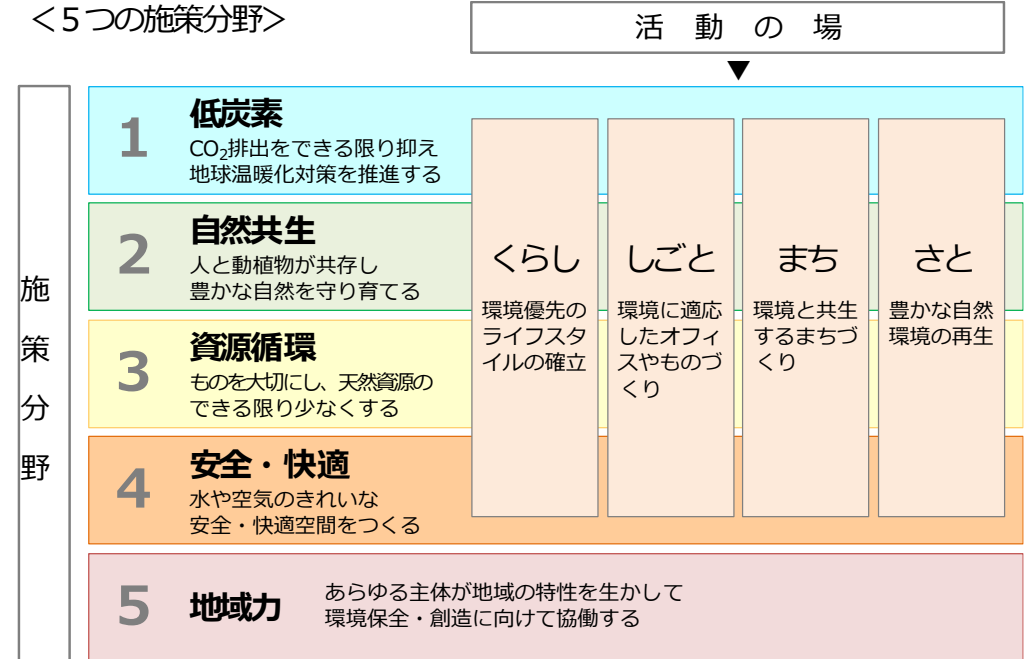 ＜５つの施策分野＞
活動の場
▼
施策分野
1
低炭素
CO₂排出をできる限り抑え
地球温暖化対策を推進する
2
自然共生
人と動植物が共存し
豊かな自然を守り育てる
3
資源循環
ものを大切にし、天然資源の
できる限り少なくする
4
安全・快適
水や空気のきれいな
安全・快適空間をつくる
5
地域力
あらゆる主体が地域の特性を生かして
環境保全・創造に向けて協働する
くらし
環境優先の
ライフスタ
イルの確立
しごと
環境に適応
したオフィ
スやものづ
くり
まち
環境と共生
するまちづ
くり
さと
豊かな自然
環境の再生